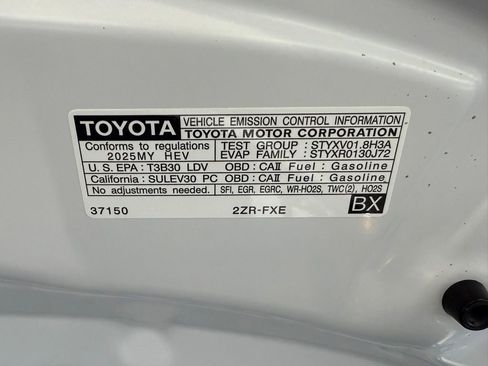 TOYOTA VEHICLE EMISSION CONTROL INFORMATION
TOYOTA MOTOR CORPORATION
Conforms to regulations TEST GROUP : STYXV01.8H3A
2025MY HEV EVAP FAMILY : STYXR0130J72
U.S. EPA : T3B30 LDV OBD : CAII Fuel : Gasoline
California : SULEV30 PC OBD : CAII Fuel : Gasoline
No adjustments needed. SFI, EGR, EGRC, WR-HO2S, TWC(2), HO2S
37150 2ZR-FXE BX